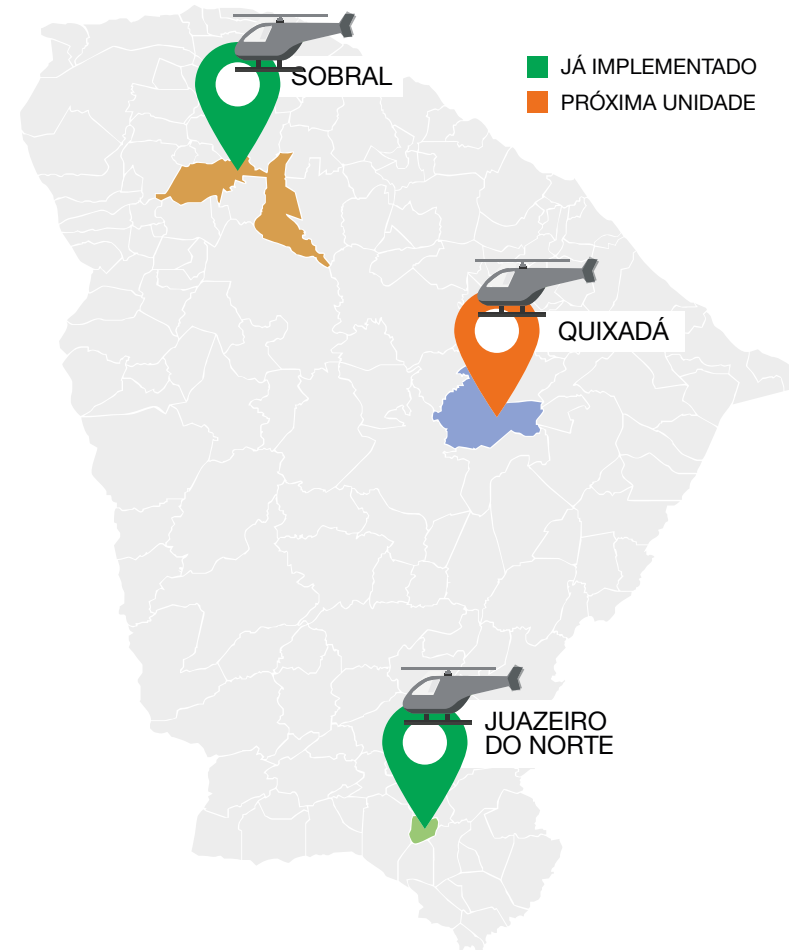 SOBRAL
JÁ IMPLEMENTADO
PRÓXIMA UNIDADE
QUIXADÁ
JUAZEIRO
DO NORTE